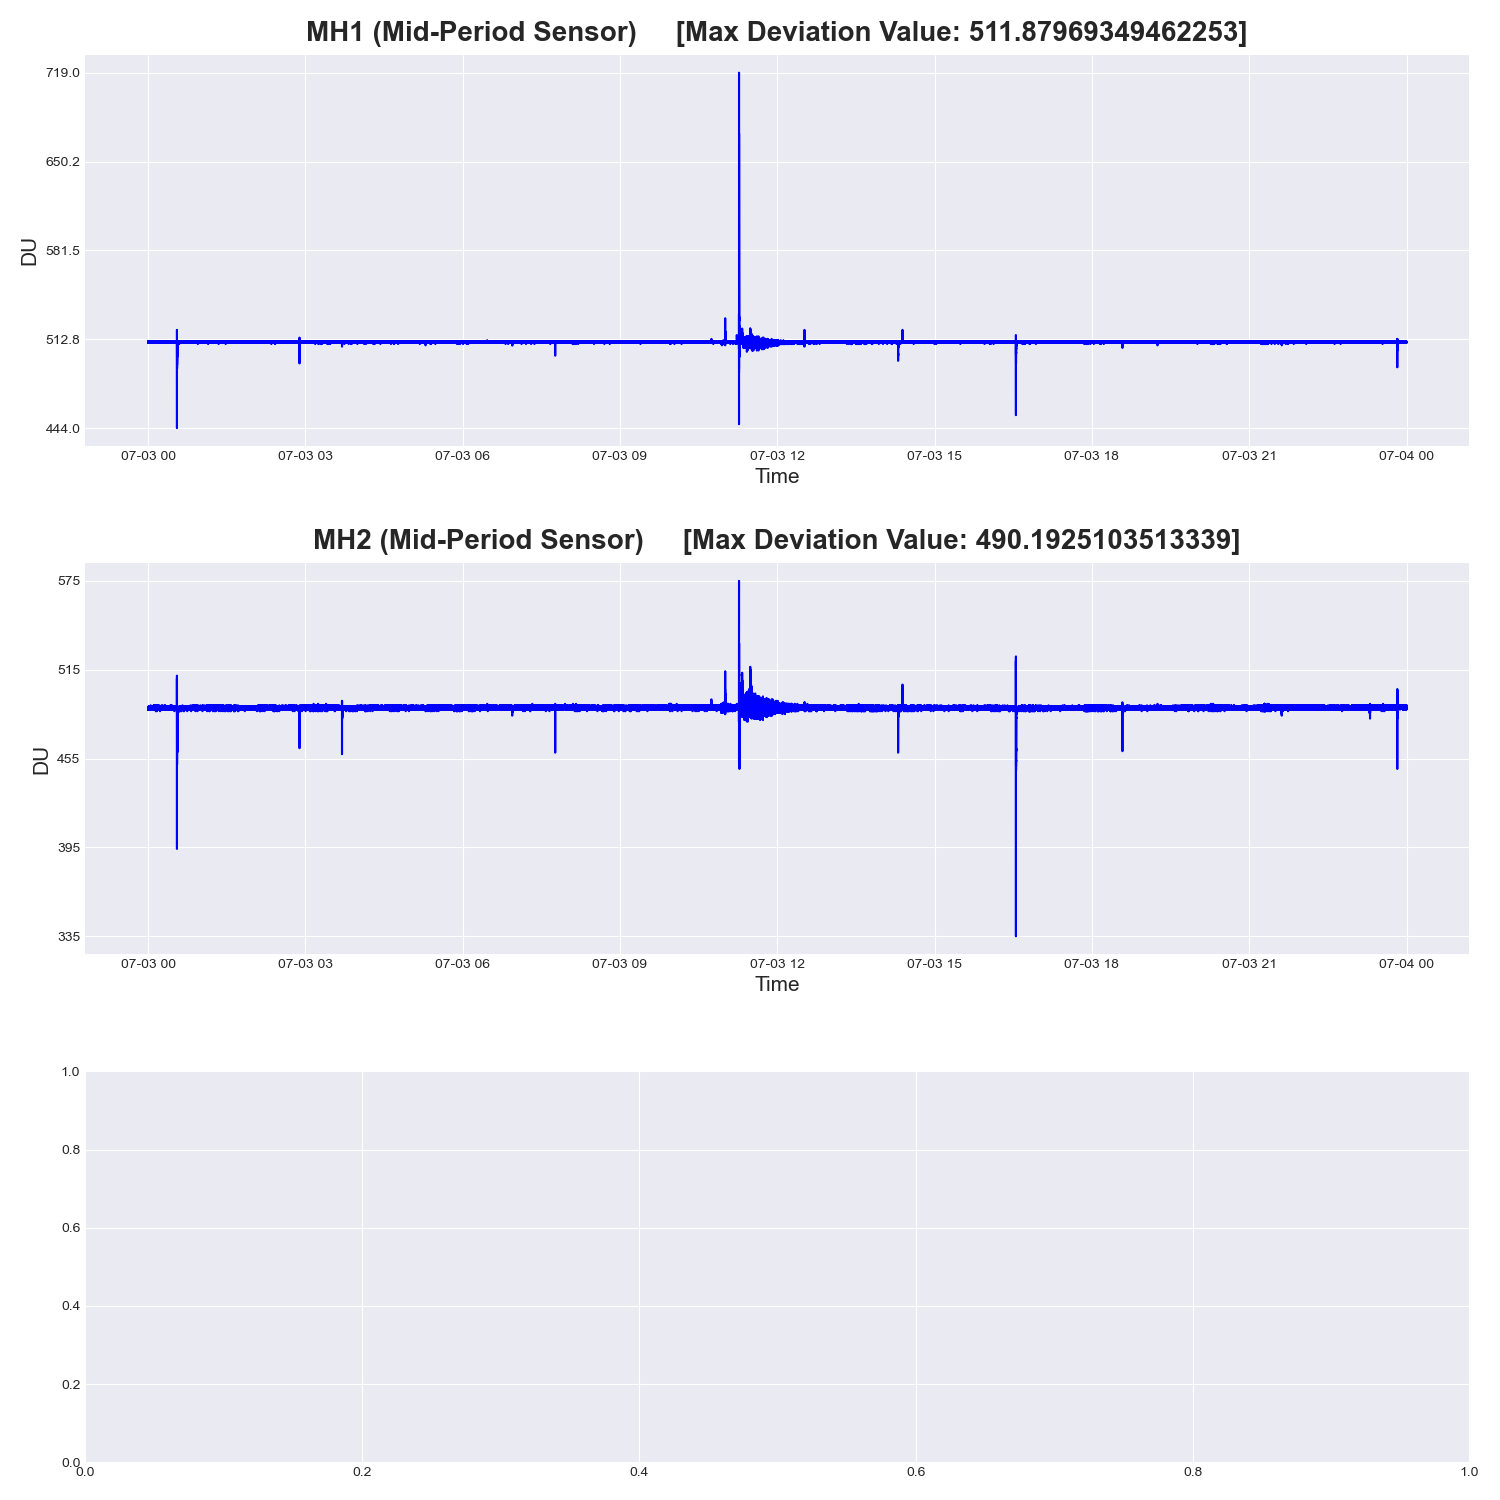 MH1 (Mid-Period Sensor) [Max Deviation Value: 511.87969349462253]
719.0
650.2
581.5
512.8
444.0
DU
07-03 00 07-03 03 07-03 06 07-03 09 07-03 12 07-03 15 07-03 18 07-03 21 07-04 00
Time
MH2 (Mid-Period Sensor) [Max Deviation Value: 490.1925103513339]
575
515
455
395
335
DU
07-03 00 07-03 03 07-03 06 07-03 09 07-03 12 07-03 15 07-03 18 07-03 21 07-04 00
Time
1.0
0.8
0.6
0.4
0.2
0.0
0.0 0.2 0.4 0.6 0.8 1.0